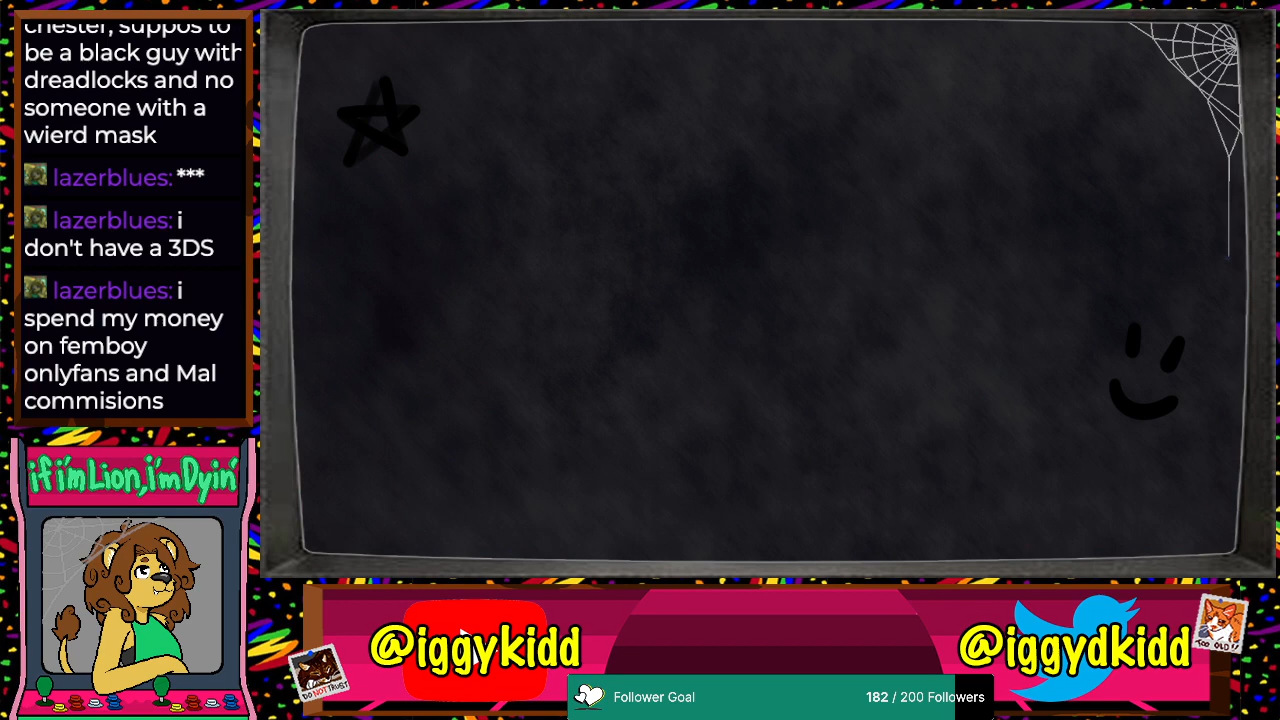 chester, suppos to
be a black guy with
dreadlocks and no
someone with a
wierd mask
lazerblues: ***
lazerblues: i
don't have a 3DS
lazerblues: i
spend my money
on femboy
onlyfans and Mal
commisions
if i'm Lion, i'm Dyin'
@iggykidd
@iggydkidd
DO NOT TRUST
TOO OLD!!
Follower Goal
182 / 200 Followers